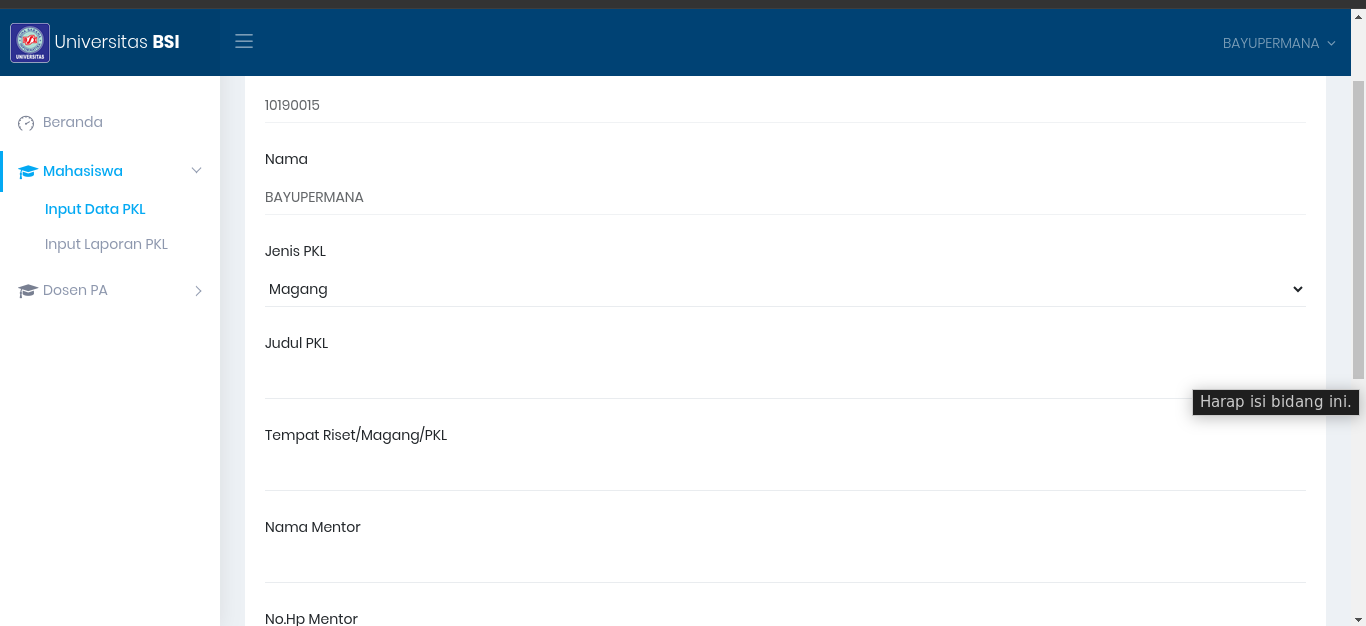 Universitas BSI
UNIVERSITAS
BAYUPERMANA
Beranda
Mahasiswa
Input Data PKL
Input Laporan PKL
Dosen PA
10190015
Nama
BAYUPERMANA
Jenis PKL
Magang
Judul PKL
Harap isi bidang ini.
Tempat Riset/Magang/PKL
Nama Mentor
No.Hp Mentor